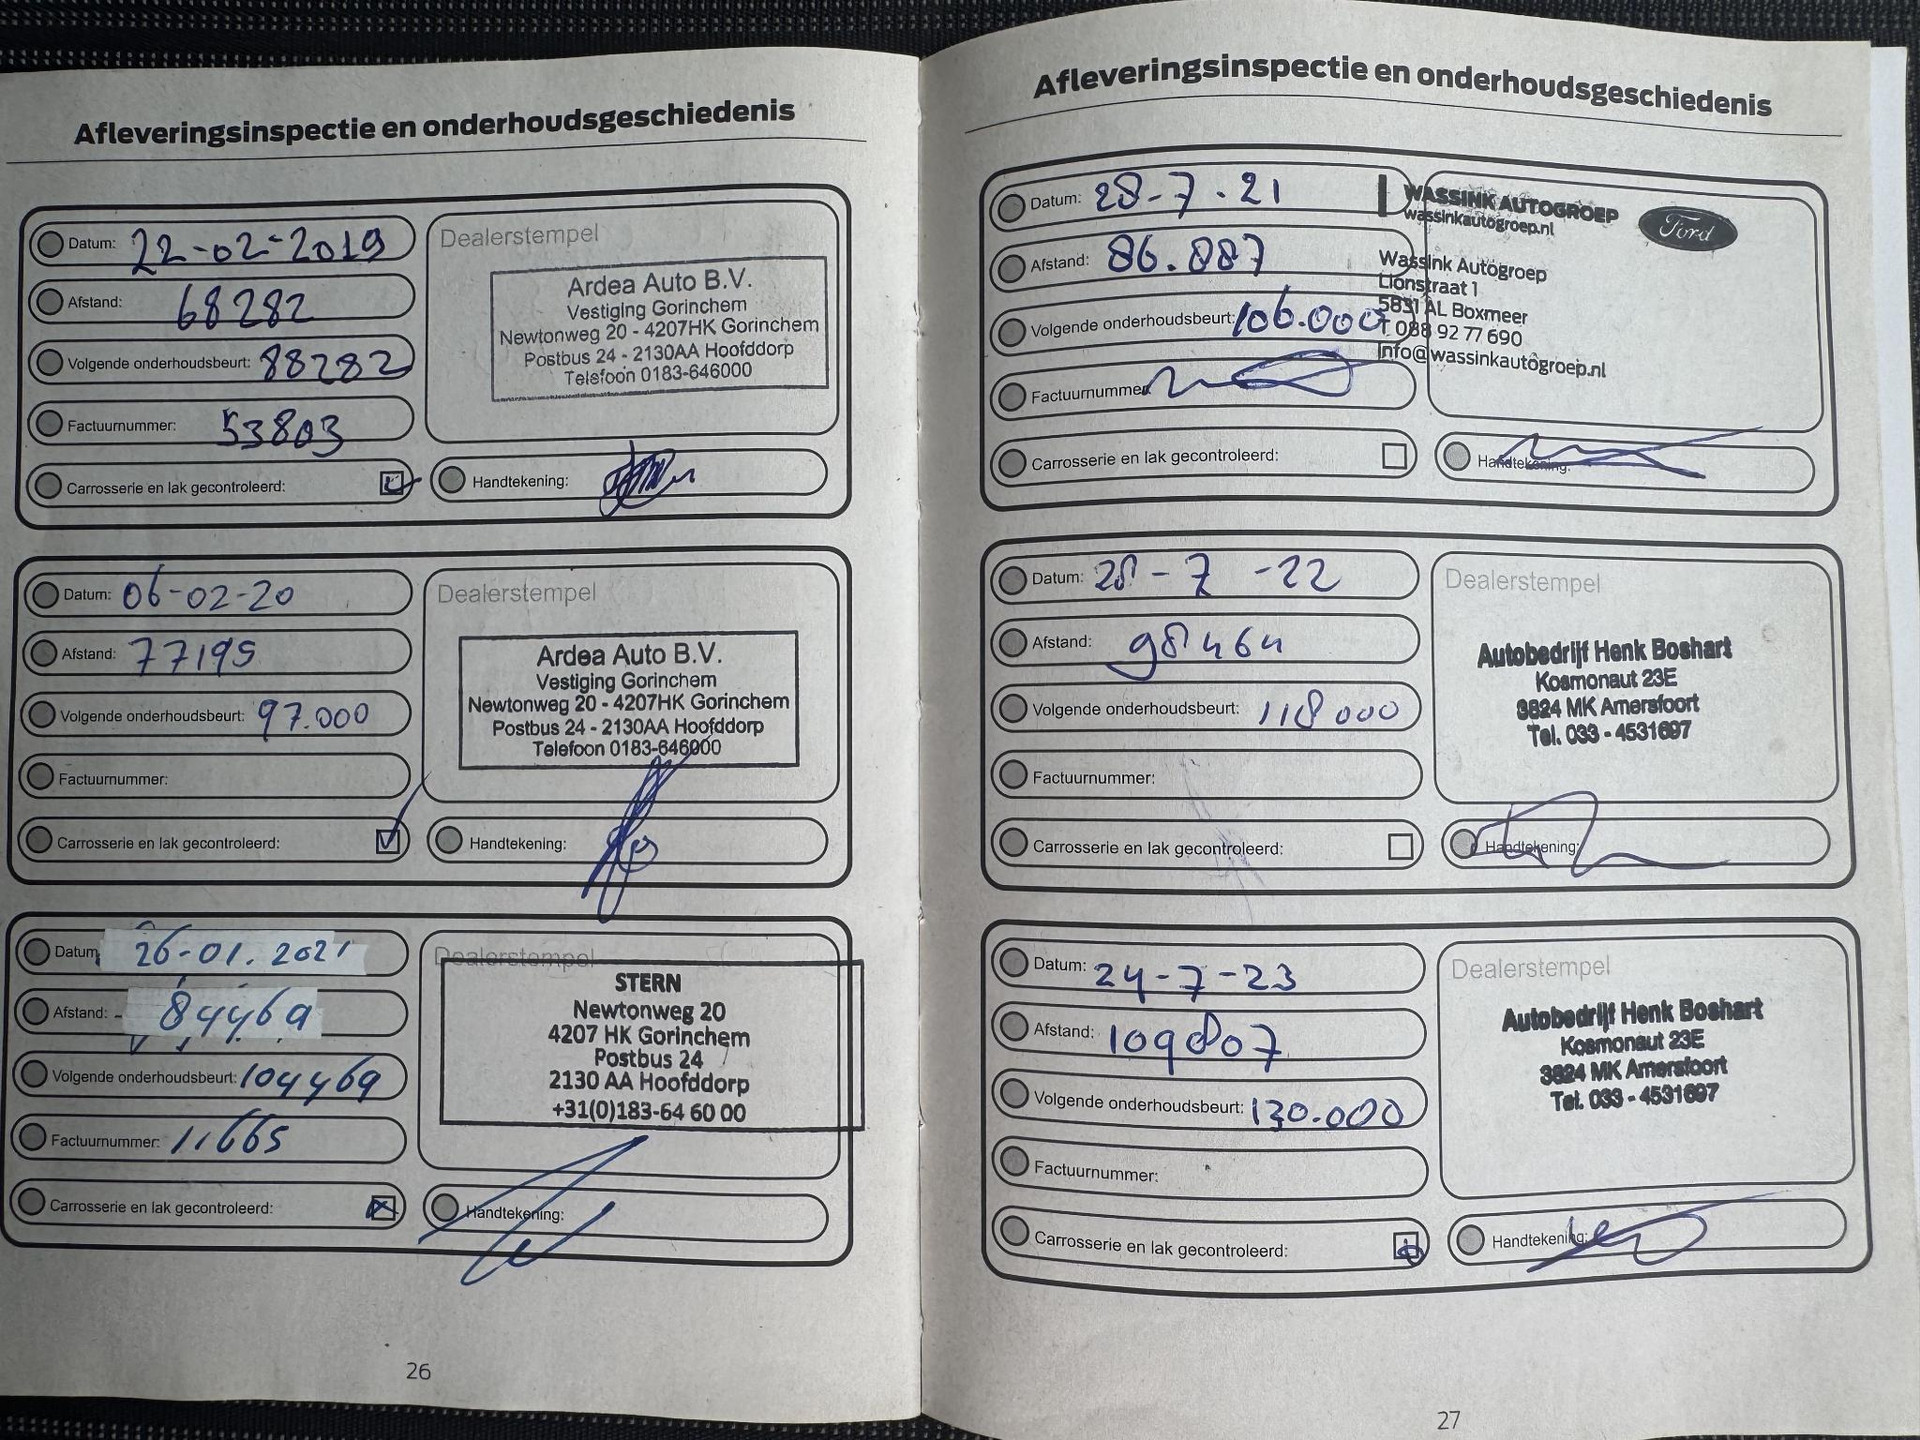 Afleveringsinspectie en onderhoudsgeschiedenis
Datum: 22-02-2019
Afstand: 68282
Volgende onderhoudsbeurt: 88282
Factuurnummer: 53803
Carrosserie en lak gecontroleerd:
Dealerstempel
Ardea Auto B.V.
Vestiging Gorinchem
Newtonweg 20 - 4207HK Gorinchem
Postbus 24 - 2130AA Hoofddorp
Telefoon 0183-646000
Handtekening:
Datum: 06-02-20
Afstand: 77195
Volgende onderhoudsbeurt: 97.000
Factuurnummer:
Carrosserie en lak gecontroleerd:
Dealerstempel
Ardea Auto B.V.
Vestiging Gorinchem
Newtonweg 20 - 4207HK Gorinchem
Postbus 24 - 2130AA Hoofddorp
Telefoon 0183-646000
Handtekening:
Datum: 26-01.2021
Afstand: 84469
Volgende onderhoudsbeurt: 104469
Factuurnummer: 11665
Carrosserie en lak gecontroleerd:
Dealerstempel
STERN
Newtonweg 20
4207 HK Gorinchem
Postbus 24
2130 AA Hoofddorp
+31(0)183-64 60 00
Handtekening:
26
Afleveringsinspectie en onderhoudsgeschiedenis
Datum: 28-7.21
Afstand: 86.887
Volgende onderhoudsbeurt: 106.000
Factuurnummer
Carrosserie en lak gecontroleerd:
WASSINK AUTOGROEP
wassinkautogroep.nl
Ford
Wassink Autogroep
Lionstraat 1
5831 AL Boxmeer
T 088 92 77 690
Info@wassinkautogroep.nl
Handtekening:
Datum: 28-7-22
Afstand: 98464
Volgende onderhoudsbeurt: 118000
Factuurnummer:
Carrosserie en lak gecontroleerd:
Dealerstempel
Autobedrijf Henk Boshart
Kosmonaut 23E
3824 MK Amersfoort
Tel. 033 - 4531697
Handtekening:
Datum: 24-7-23
Afstand: 109807
Volgende onderhoudsbeurt: 130.000
Factuurnummer:
Carrosserie en lak gecontroleerd:
Dealerstempel
Autobedrijf Henk Boshart
Kosmonaut 23E
3824 MK Amersfoort
Tel. 033 - 4531697
Handtekening:
27